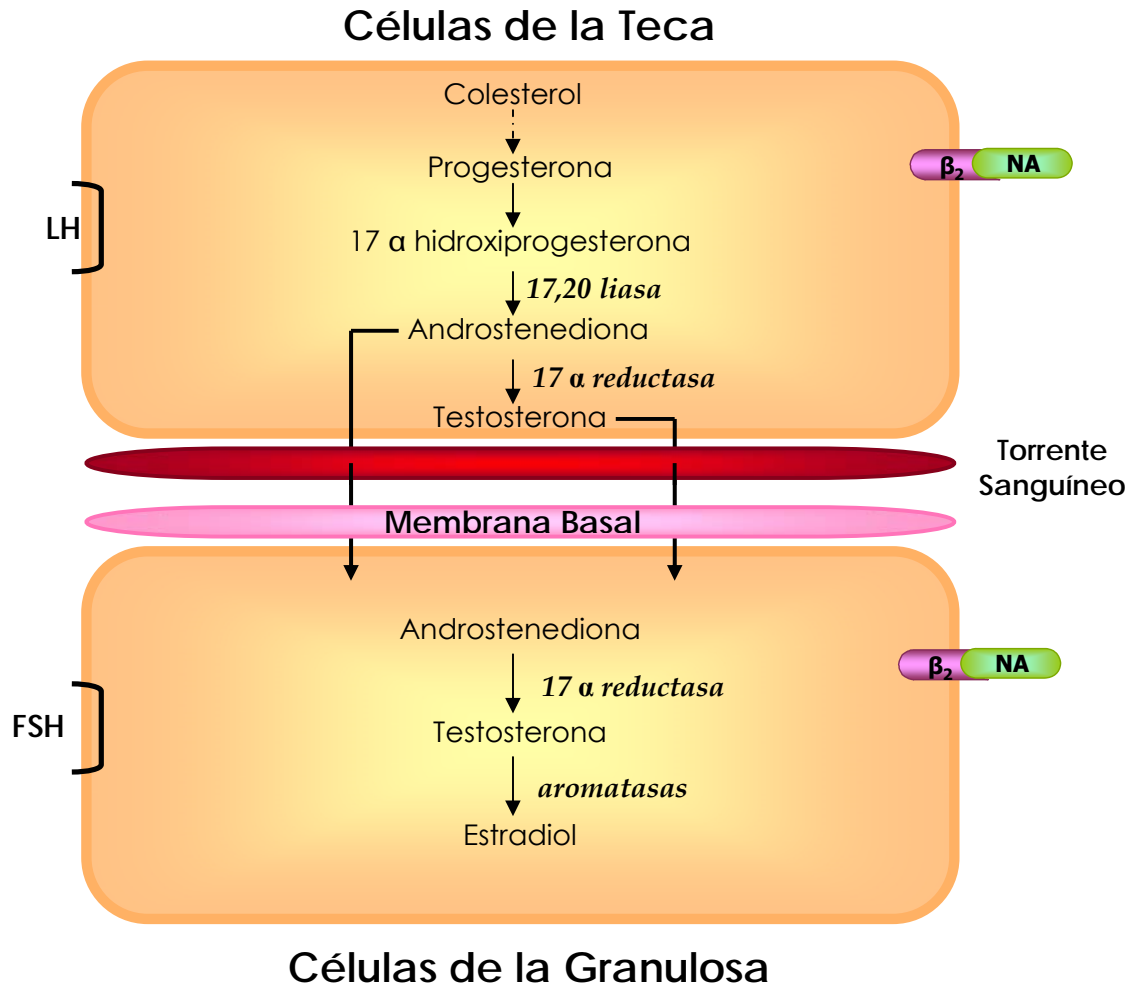 Células de la Teca
Colesterol
Progesterona
β2
NA
LH
17 α hidroxiprogesterona
17,20 liasa
Androstenediona
17 α reductasa
Testosterona
Torrente
Sanguíneo
Membrana Basal
Androstenediona
β2
NA
17 α reductasa
FSH
Testosterona
aromatasas
Estradiol
Células de la Granulosa